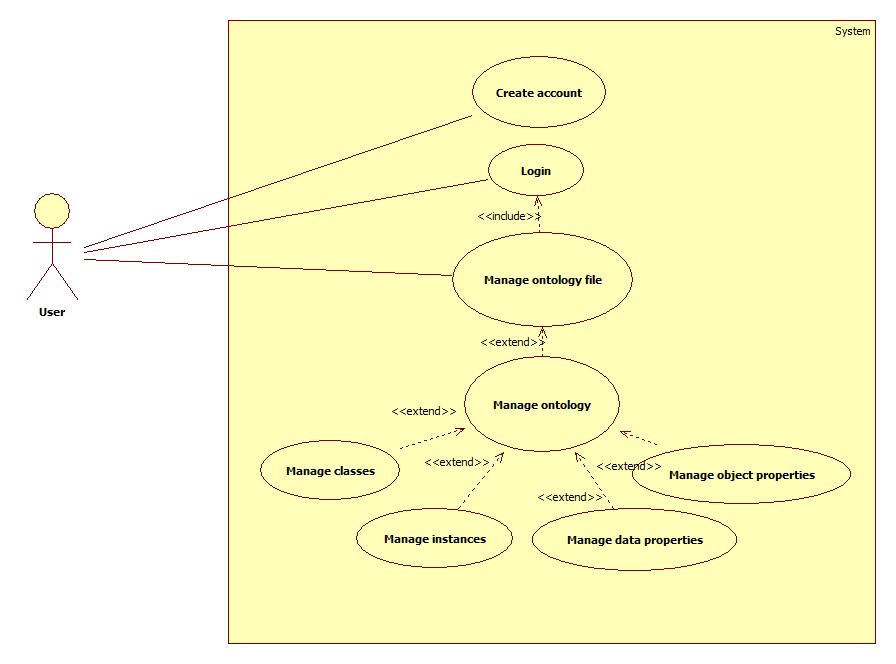 System
Create account
Login
<<include>>
Manage ontology file
User
<<extend>>
Manage ontology
<<extend>>
<<extend>>
<<extend>>
Manage classes
Manage object properties
<<extend>>
Manage instances
Manage data properties